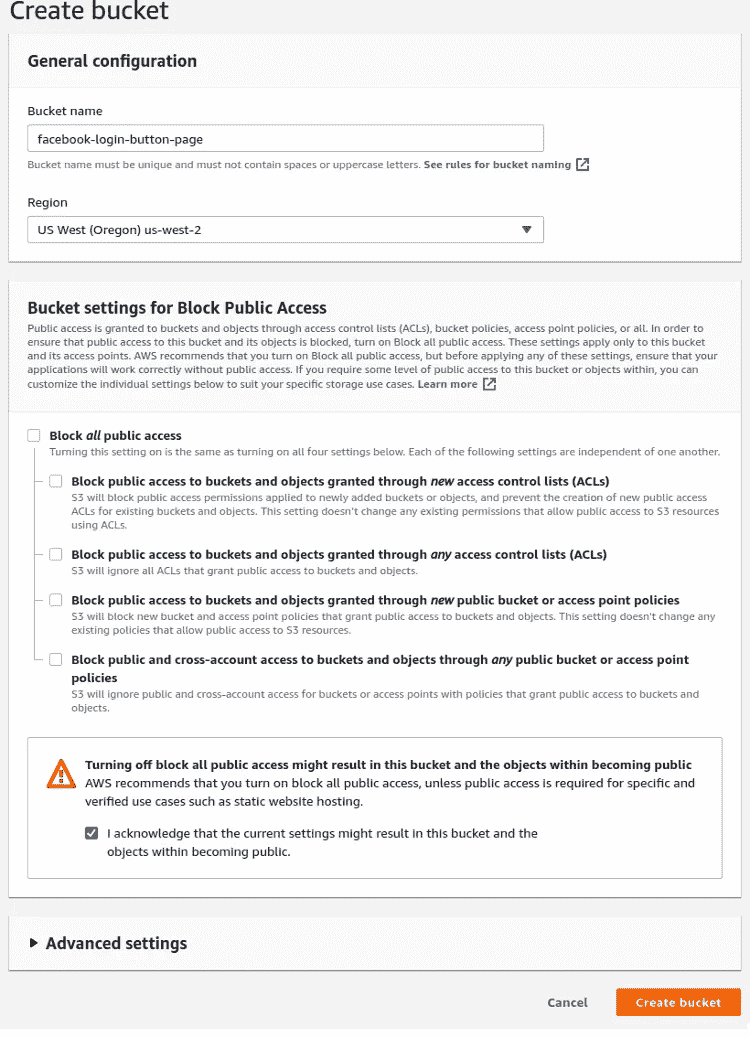 Create bucket
General configuration
Bucket name
facebook-login-button-page
Bucket name must be unique and must not contain spaces or uppercase letters. See rules for bucket naming
Region
US West (Oregon) us-west-2
Bucket settings for Block Public Access
Public access is granted to buckets and objects through access control lists (ACLs), bucket policies, access point policies, or all. In order to
ensure that public access to this bucket and its objects is blocked, turn on Block all public access. These settings apply only to this bucket
and its access points. AWS recommends that you turn on Block all public access, but before applying any of these settings, ensure that your
applications will work correctly without public access. If you require some level of public access to this bucket or objects within, you can
customize the individual settings below to suit your specific storage use cases. Learn more
Block all public access
Turning this setting on is the same as turning on all four settings below. Each of the following settings are independent of one another.
Block public access to buckets and objects granted through new access control lists (ACLs)
S3 will block public access permissions applied to newly added buckets or objects, and prevent the creation of new public access
ACLs for existing buckets and objects. This setting doesn't change any existing permissions that allow public access to S3 resources
using ACLs.
Block public access to buckets and objects granted through any access control lists (ACLs)
S3 will ignore all ACLs that grant public access to buckets and objects.
Block public access to buckets and objects granted through new public bucket or access point policies
S3 will block new bucket and access point policies that grant public access to buckets and objects. This setting doesn't change any
existing policies that allow public access to S3 resources.
Block public and cross-account access to buckets and objects through any public bucket or access point
policies
S3 will ignore public and cross-account access for buckets or access points with policies that grant public access to buckets and
objects.
Turning off block all public access might result in this bucket and the objects within becoming public
AWS recommends that you turn on block all public access, unless public access is required for specific and
verified use cases such as static website hosting.
I acknowledge that the current settings might result in this bucket and the
objects within becoming public.
Advanced settings
Cancel
Create bucket